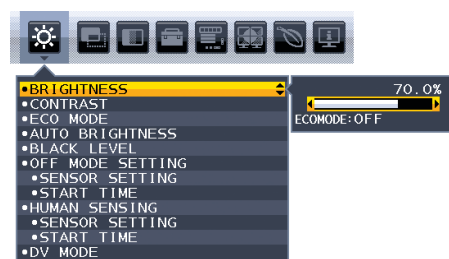 •BRIGHTNESS
70.0%
•CONTRAST
•ECO MODE
ECOMODE:OFF
•AUTO BRIGHTNESS
•BLACK LEVEL
•OFF MODE SETTING
•SENSOR SETTING
•START TIME
•HUMAN SENSING
•SENSOR SETTING
•START TIME
•DV MODE